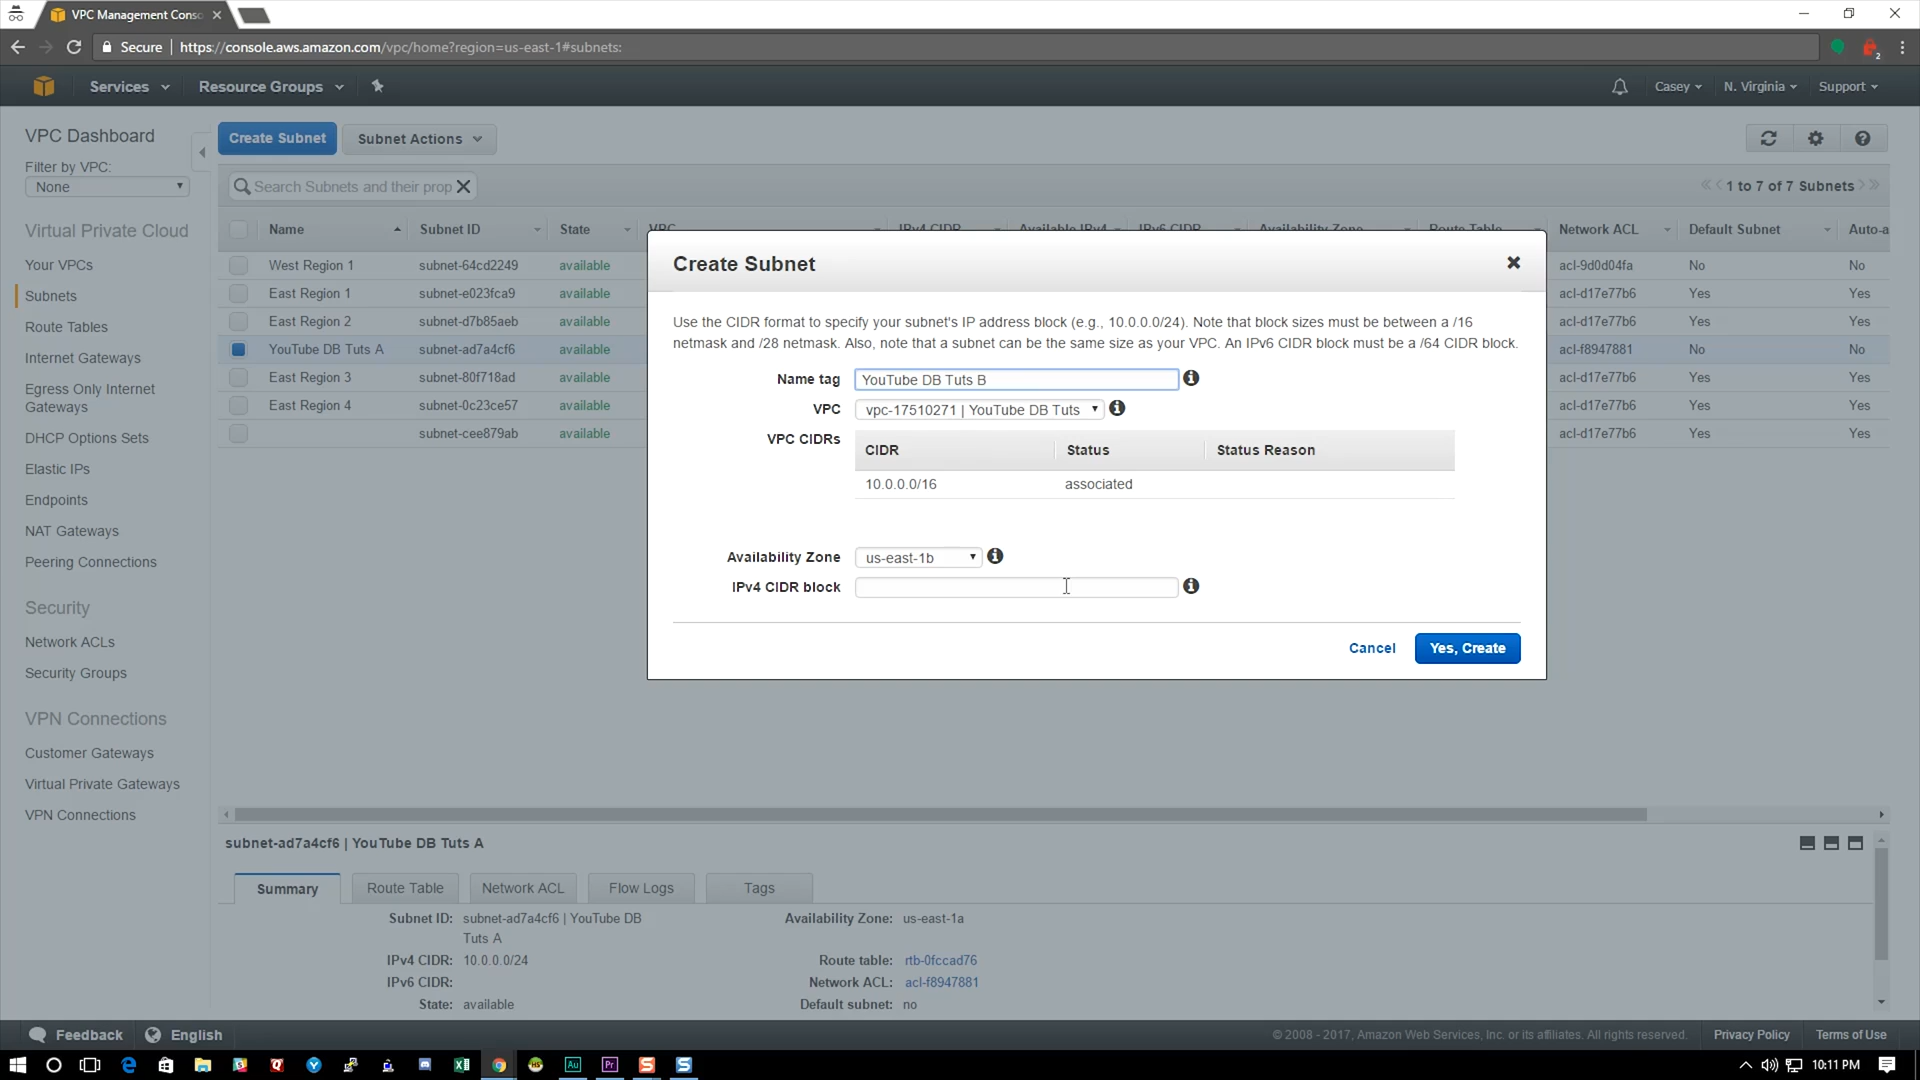 VPC Management Conso
Secure https://console.aws.amazon.com/vpc/home?region=us-east-1#subnets:
2
Services Resource Groups Casey N. Virginia Support
VPC Dashboard
Filter by VPC:
None
Virtual Private Cloud
Your VPCs
Subnets
Route Tables
Internet Gateways
Egress Only Internet
Gateways
DHCP Options Sets
Elastic IPs
Endpoints
NAT Gateways
Peering Connections
Security
Network ACLs
Security Groups
VPN Connections
Customer Gateways
Virtual Private Gateways
VPN Connections
Create Subnet Subnet Actions
Search Subnets and their prop 1 to 7 of 7 Subnets
Name Subnet ID State VPC IPv4 CIDR Available IPv4 IPv6 CIDR Availability Zone Route Table Network ACL Default Subnet Auto-a
West Region 1 subnet-64cd2249 available acl-9d0d04fa No No
East Region 1 subnet-e023fca9 available acl-d17e77b6 Yes Yes
East Region 2 subnet-d7b85aeb available acl-d17e77b6 Yes Yes
YouTube DB Tuts A subnet-ad7a4cf6 available acl-f8947881 No No
East Region 3 subnet-80f718ad available acl-d17e77b6 Yes Yes
East Region 4 subnet-0c23ce57 available acl-d17e77b6 Yes Yes
subnet-cee879ab available acl-d17e77b6 Yes Yes
Create Subnet
Use the CIDR format to specify your subnet's IP address block (e.g., 10.0.0.0/24). Note that block sizes must be between a /16
netmask and /28 netmask. Also, note that a subnet can be the same size as your VPC. An IPv6 CIDR block must be a /64 CIDR block.
Name tag YouTube DB Tuts B
VPC vpc-17510271 | YouTube DB Tuts
VPC CIDRs CIDR Status Status Reason
10.0.0.0/16 associated
Availability Zone us-east-1b
IPv4 CIDR block
Cancel Yes, Create
subnet-ad7a4cf6 | YouTube DB Tuts A
Summary Route Table Network ACL Flow Logs Tags
Subnet ID: subnet-ad7a4cf6 | YouTube DB Availability Zone: us-east-1a
Tuts A
IPv4 CIDR: 10.0.0.0/24 Route table: rtb-0fccad76
IPv6 CIDR: Network ACL: acl-f8947881
State: available Default subnet: no
Feedback English © 2008 - 2017, Amazon Web Services, Inc. or its affiliates. All rights reserved. Privacy Policy Terms of Use
Au Pr S S 10:11 PM